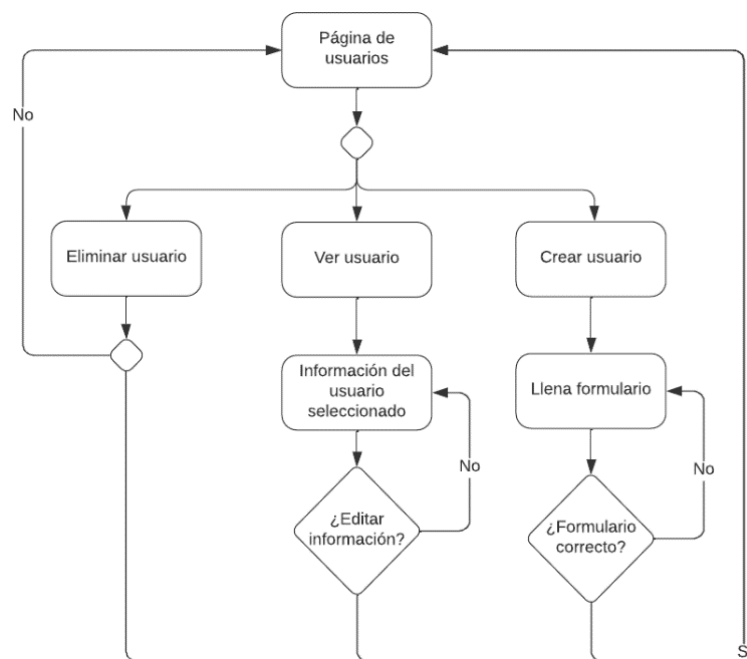 Página de
usuarios
No
Eliminar usuario
Ver usuario
Crear usuario
Información del
usuario
seleccionado
Llena formulario
No
No
¿Editar
información?
¿Formulario
correcto?